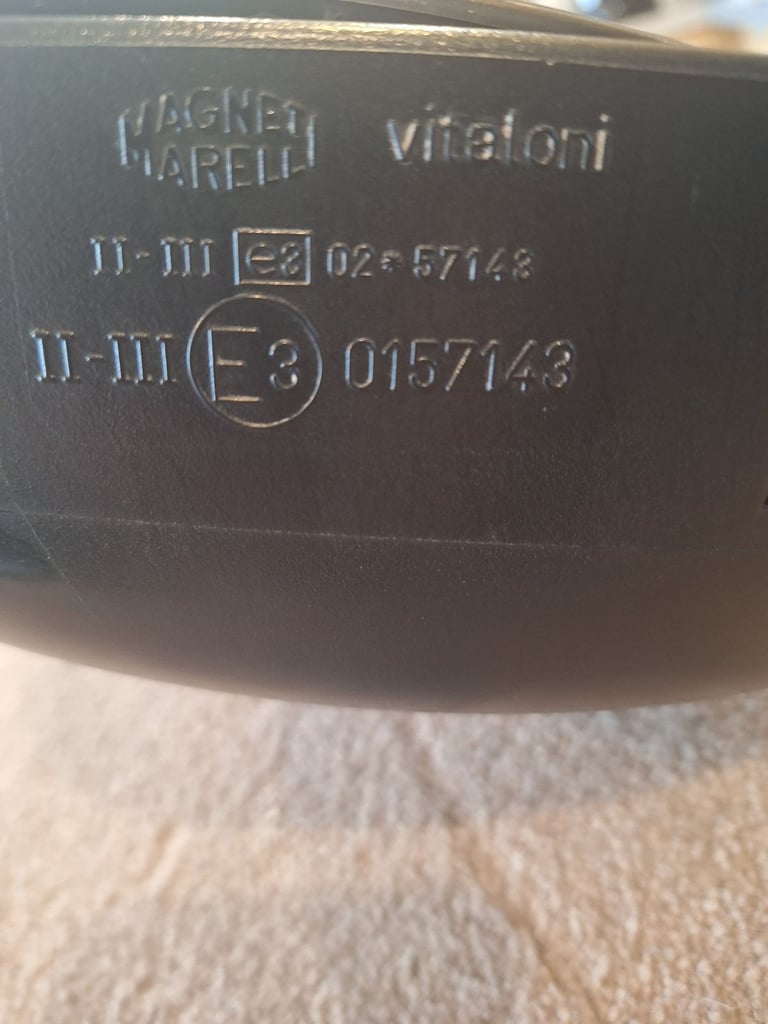 MAGNETI
MARELLI
vitaloni
II-III e3 02*57143
II-III E3 0157143